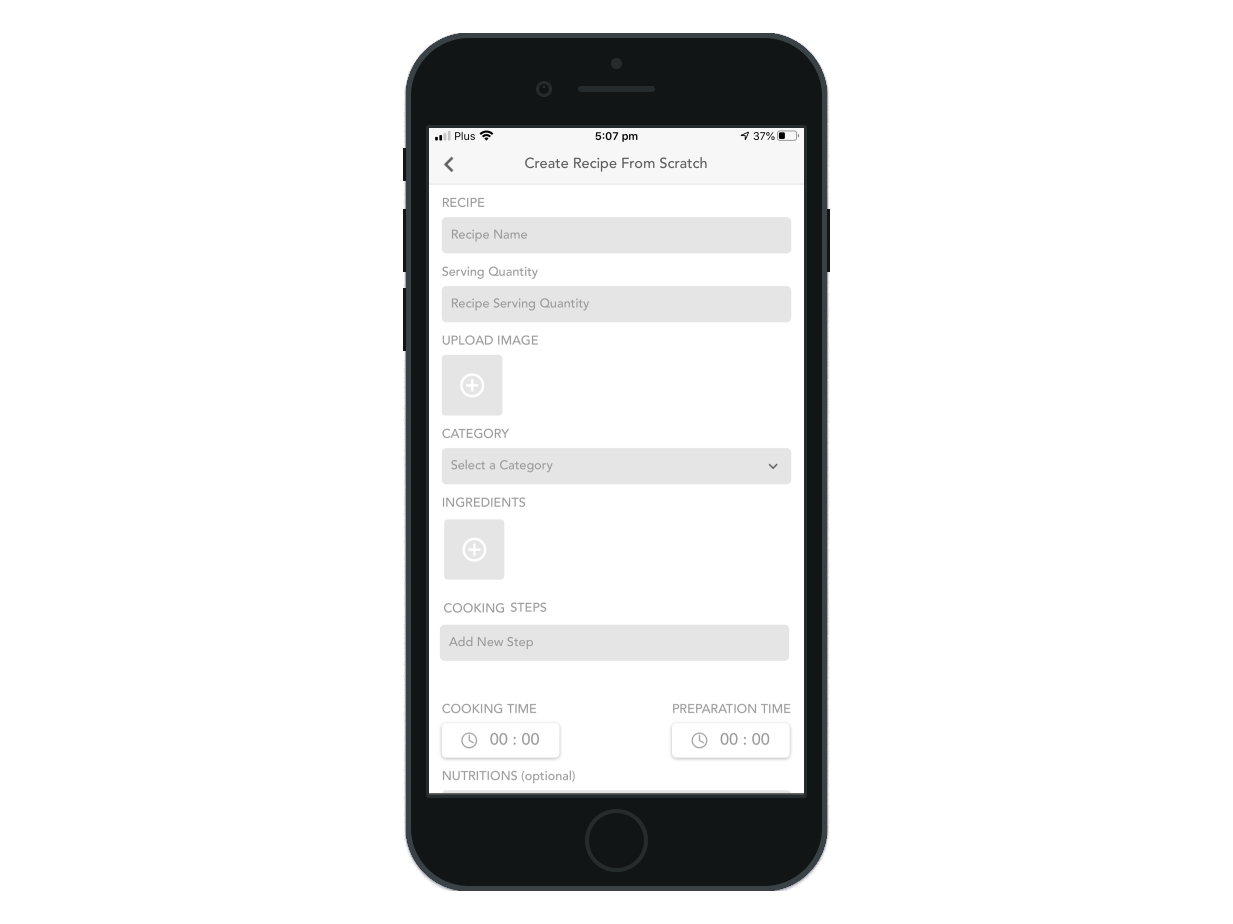 Plus 5:07 pm 37%
Create Recipe From Scratch
RECIPE
Recipe Name
Serving Quantity
Recipe Serving Quantity
UPLOAD IMAGE
CATEGORY
Select a Category
INGREDIENTS
COOKING STEPS
Add New Step
COOKING TIME PREPARATION TIME
00 : 00 00 : 00
NUTRITIONS (optional)